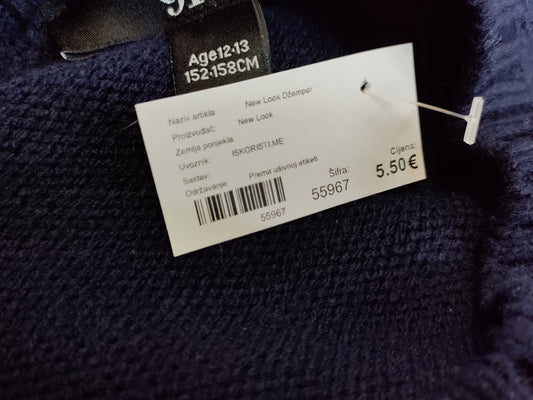 Age12-13
152-158CM
Naziv artikla: New Look Džemper
Proizvođač: New Look
Zemlja porijekla:
Uvoznik: ISKORISTI.ME
Sastav:
Održavanje: Prema ušivnoj etiketi
55967
Šifra:
55967
Cijena:
5.50€